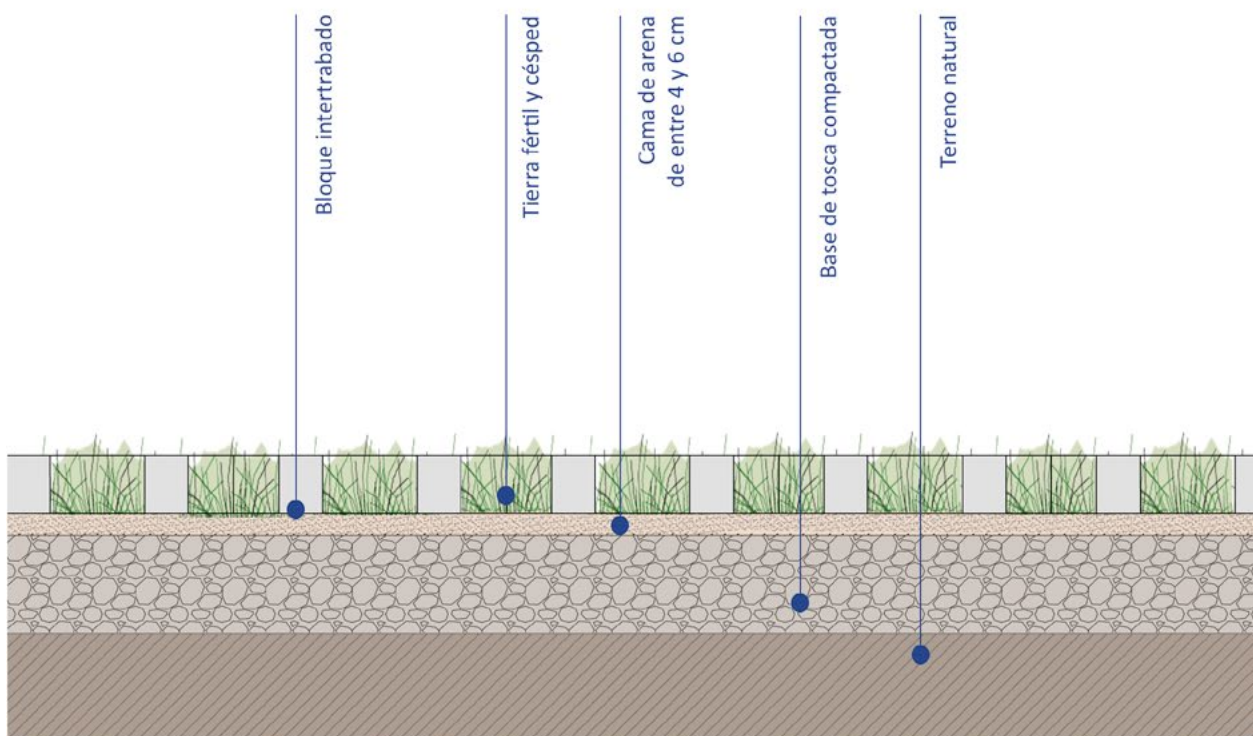 Bloque intertrabado
Tierra fértil y césped
Cama de arena
de entre 4 y 6 cm
Base de tosca compactada
Terreno natural